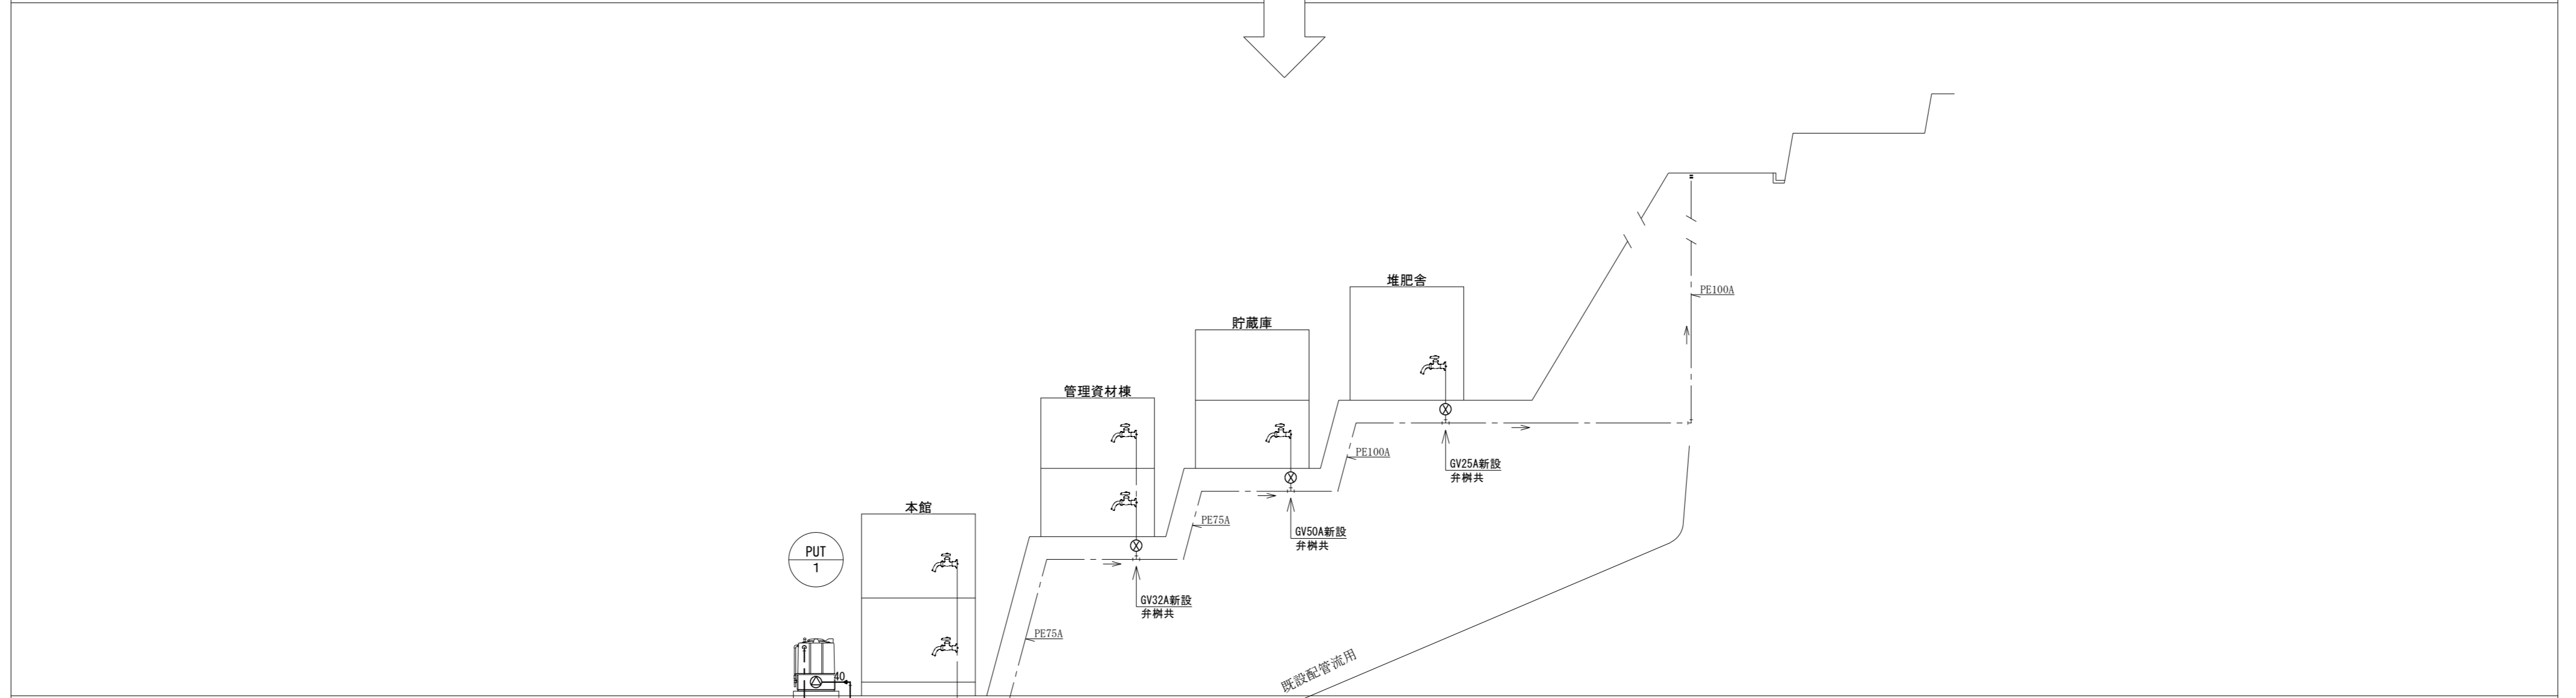 堆肥舎
PE100A
貯蔵庫
管理資材棟
PE100A
GV25A新設
弁桝共
本館
PE75A
GV50A新設
弁桝共
PUT
1
GV32A新設
弁桝共
PE75A
既設配管流用
40